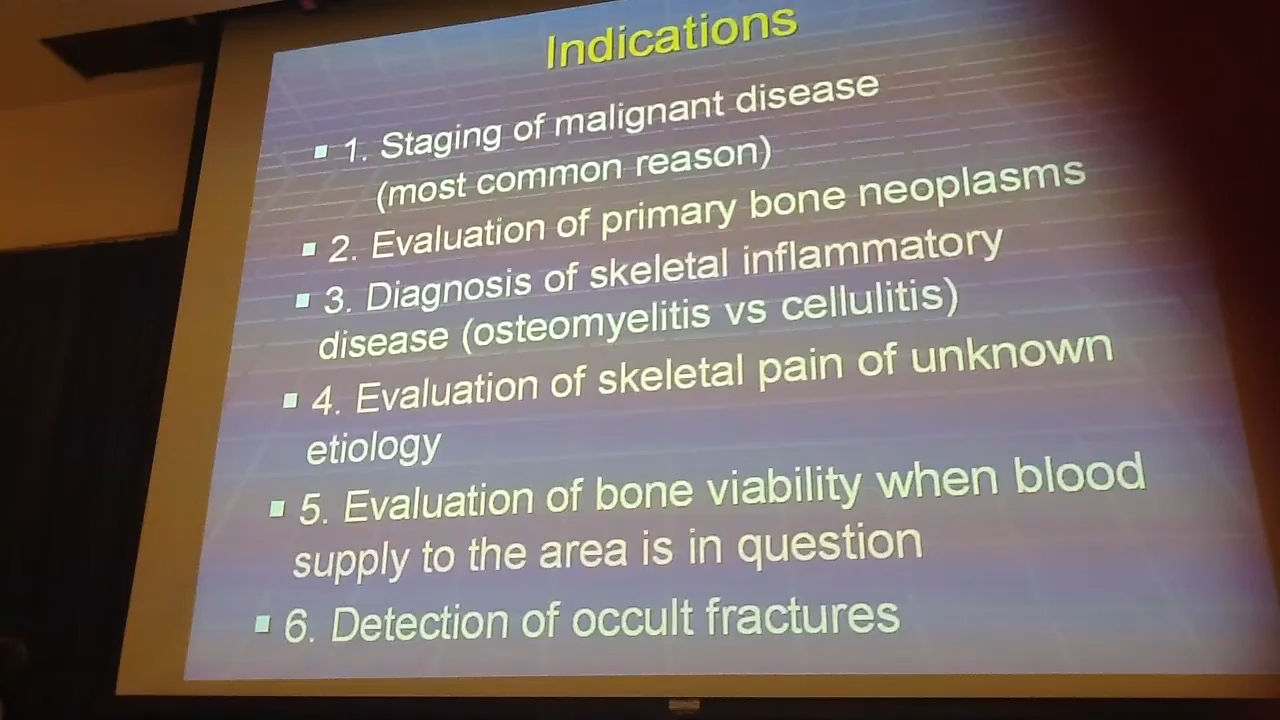 Indications
▪ 1. Staging of malignant disease
(most common reason)
▪ 2. Evaluation of primary bone neoplasms
▪ 3. Diagnosis of skeletal inflammatory
disease (osteomyelitis vs cellulitis)
▪ 4. Evaluation of skeletal pain of unknown
etiology
▪ 5. Evaluation of bone viability when blood
supply to the area is in question
▪ 6. Detection of occult fractures